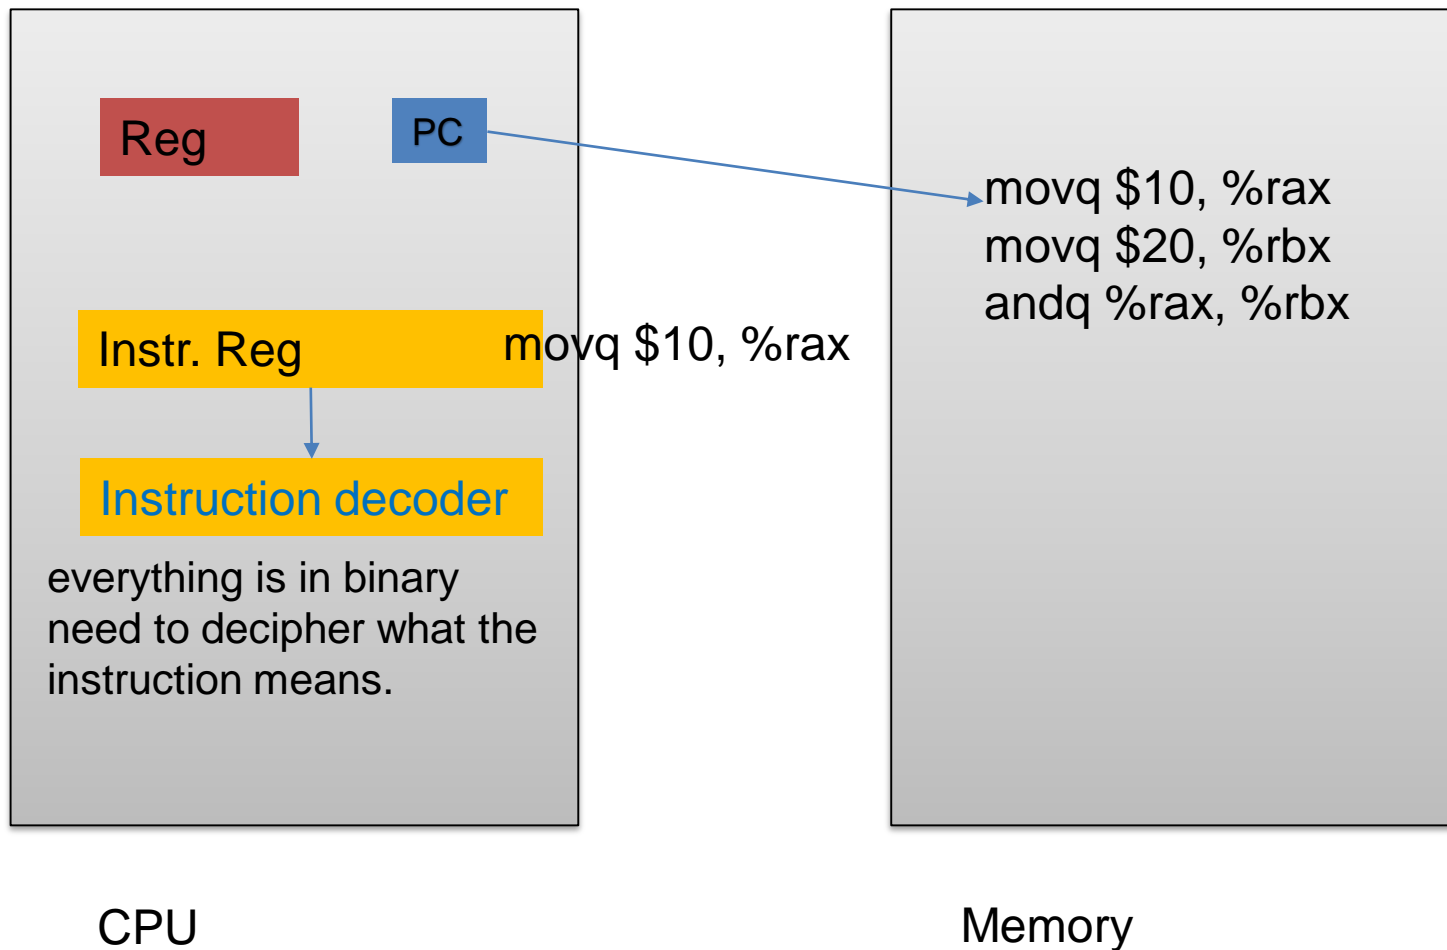 Reg
PC
movq $10, %rax
movq $20, %rbx
andq %rax, %rbx
Instr. Reg
movq $10, %rax
Instruction decoder
everything is in binary
need to decipher what the
instruction means.
CPU
Memory